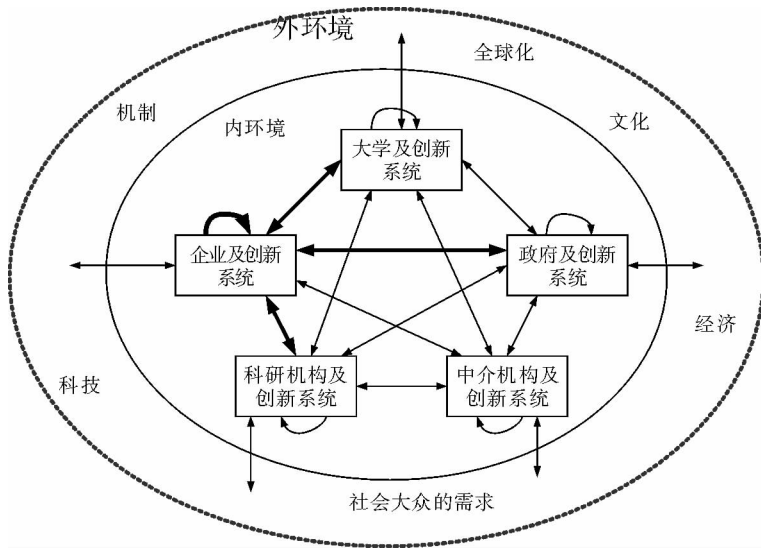 外环境
全球化
机制
文化
内环境
大学及创新
系统
企业及创新
系统
政府及创新
系统
经济
科研机构及
创新系统
中介机构及
创新系统
科技
社会大众的需求